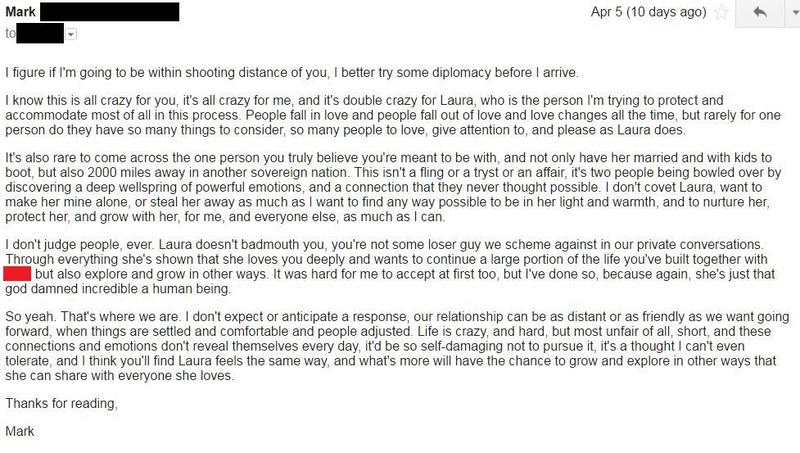 Mark
Apr 5 (10 days ago)
to
I figure if I'm going to be within shooting distance of you, I better try some diplomacy before I arrive.
I know this is all crazy for you, it's all crazy for me, and it's double crazy for Laura, who is the person I'm trying to protect and
accommodate most of all in this process. People fall in love and people fall out of love and love changes all the time, but rarely for one
person do they have so many things to consider, so many people to love, give attention to, and please as Laura does.
It's also rare to come across the one person you truly believe you're meant to be with, and not only have her married and with kids to
boot, but also 2000 miles away in another sovereign nation. This isn't a fling or a tryst or an affair, it's two people being bowled over by
discovering a deep wellspring of powerful emotions, and a connection that they never thought possible. I don't covet Laura, want to
make her mine alone, or steal her away as much as I want to find any way possible to be in her light and warmth, and to nurture her,
protect her, and grow with her, for me, and everyone else, as much as I can.
I don't judge people, ever. Laura doesn't badmouth you, you're not some loser guy we scheme against in our private conversations.
Through everything she's shown that she loves you deeply and wants to continue a large portion of the life you've built together with
but also explore and grow in other ways. It was hard for me to accept at first too, but I've done so, because again, she's just that
god damned incredible a human being.
So yeah. That's where we are. I don't expect or anticipate a response, our relationship can be as distant or as friendly as we want going
forward, when things are settled and comfortable and people adjusted. Life is crazy, and hard, but most unfair of all, short, and these
connections and emotions don't reveal themselves every day, it'd be so self-damaging not to pursue it, it's a thought I can't even
tolerate, and I think you'll find Laura feels the same way, and what's more will have the chance to grow and explore in other ways that
she can share with everyone she loves.
Thanks for reading,
Mark